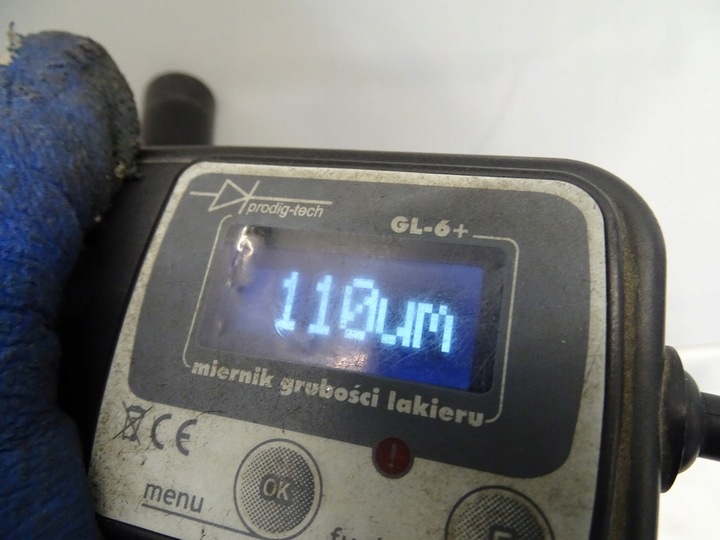 prodig-tech
GL-6+
110um
miernik grubości lakieru
CE
!
OK
menu
F